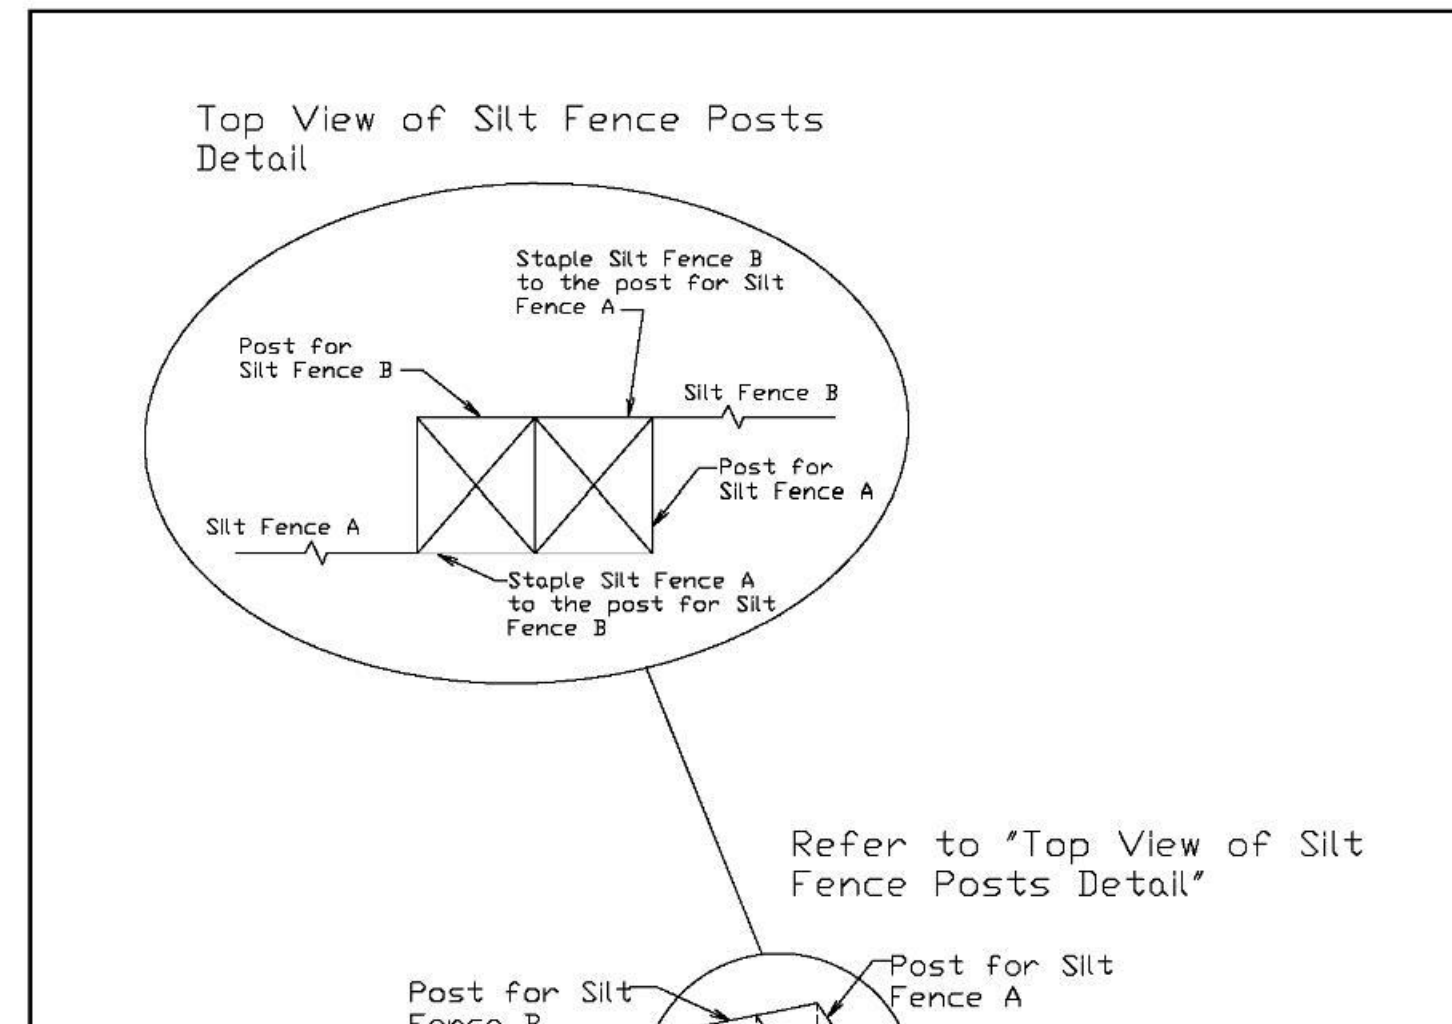 Top View of Silt Fence Posts
Detail
Staple Silt Fence B
to the post for Silt
Fence A
Post for
Silt Fence B
Silt Fence B
Post for
Silt Fence A
Silt Fence A
Staple Silt Fence A
to the post for Silt
Fence B
Refer to "Top View of Silt
Fence Posts Detail"
Post for Silt
Fence A
Post for Silt
Fence B